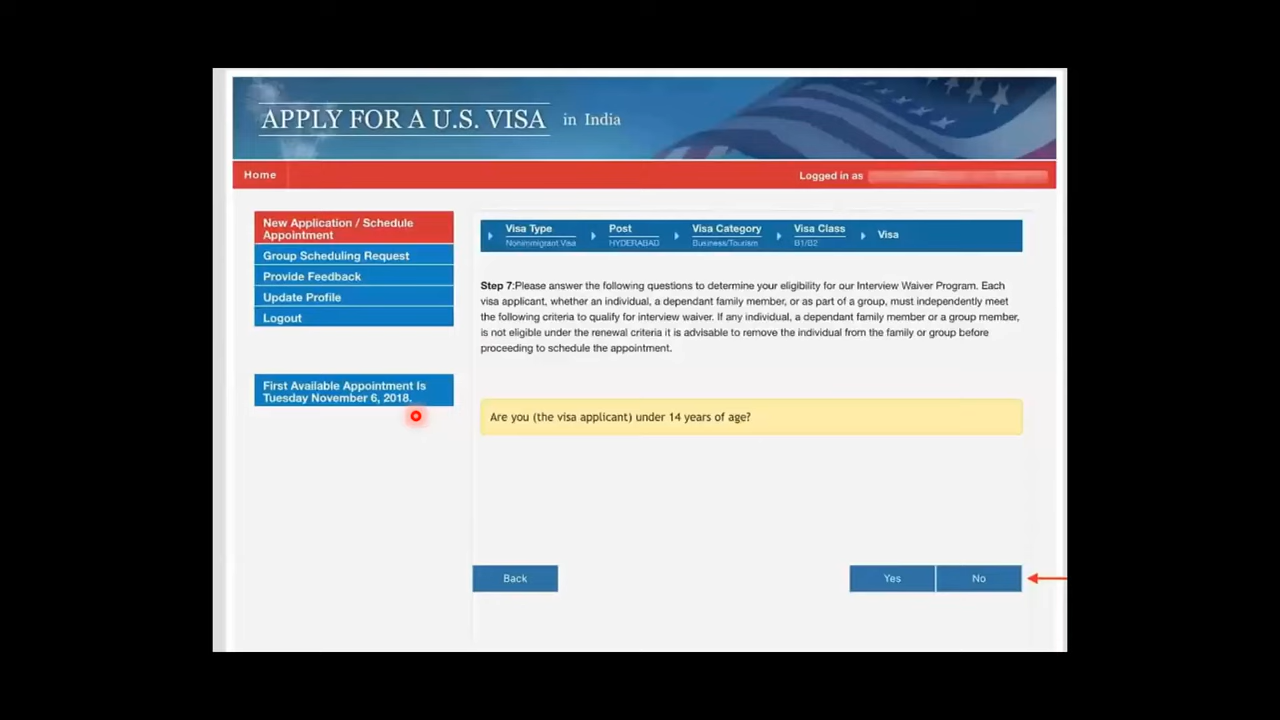 APPLY FOR A U.S. VISA in India
Home
Logged in as
New Application / Schedule
Appointment
Group Scheduling Request
Provide Feedback
Update Profile
Logout
First Available Appointment Is
Tuesday November 6, 2018.
Visa Type
Nonimmigrant Visa
Post
HYDERABAD
Visa Category
Business/Tourism
Visa Class
B1/B2
Visa
Step 7:Please answer the following questions to determine your eligibility for our Interview Waiver Program. Each
visa applicant, whether an individual, a dependant family member, or as part of a group, must independently meet
the following criteria to qualify for interview waiver. If any individual, a dependant family member or a group member,
is not eligible under the renewal criteria it is advisable to remove the individual from the family or group before
proceeding to schedule the appointment.
Are you (the visa applicant) under 14 years of age?
Back
Yes
No